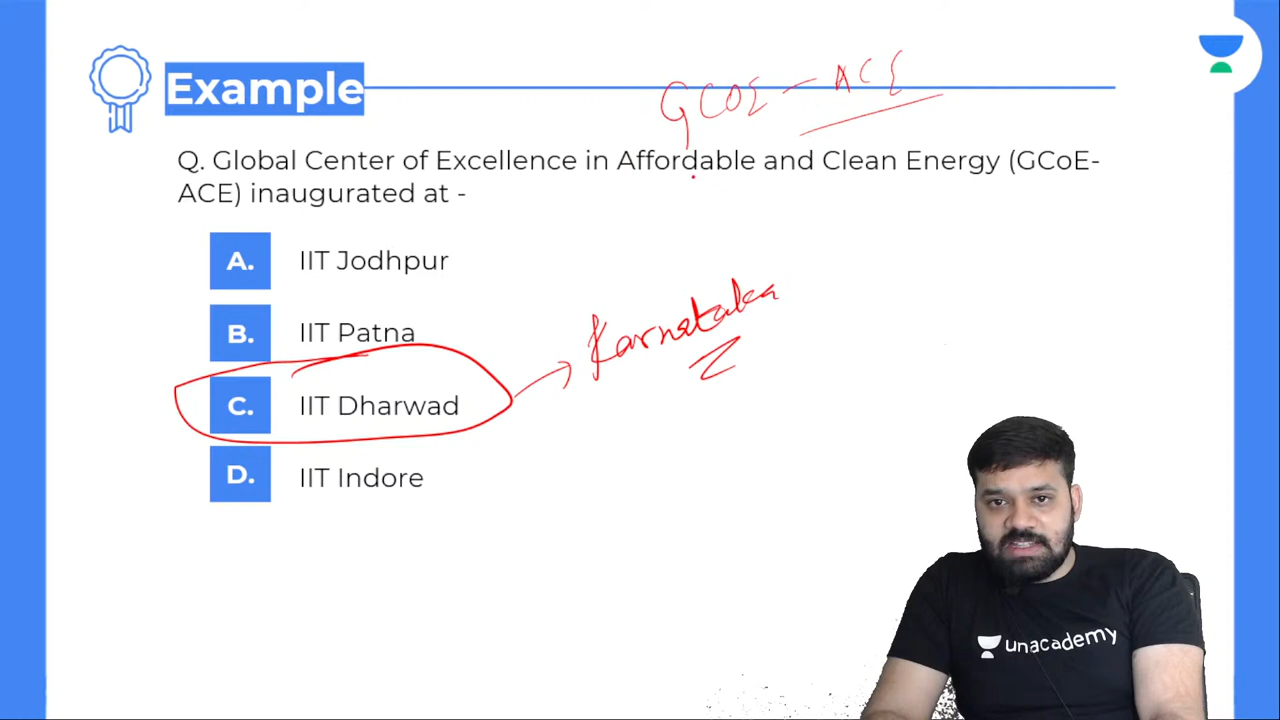 GCOE - ACE
Example
Q. Global Center of Excellence in Affordable and Clean Energy (GCoE-
ACE) inaugurated at -
A. IIT Jodhpur
B. IIT Patna
Karnataka
C. IIT Dharwad
D. IIT Indore
unacademy